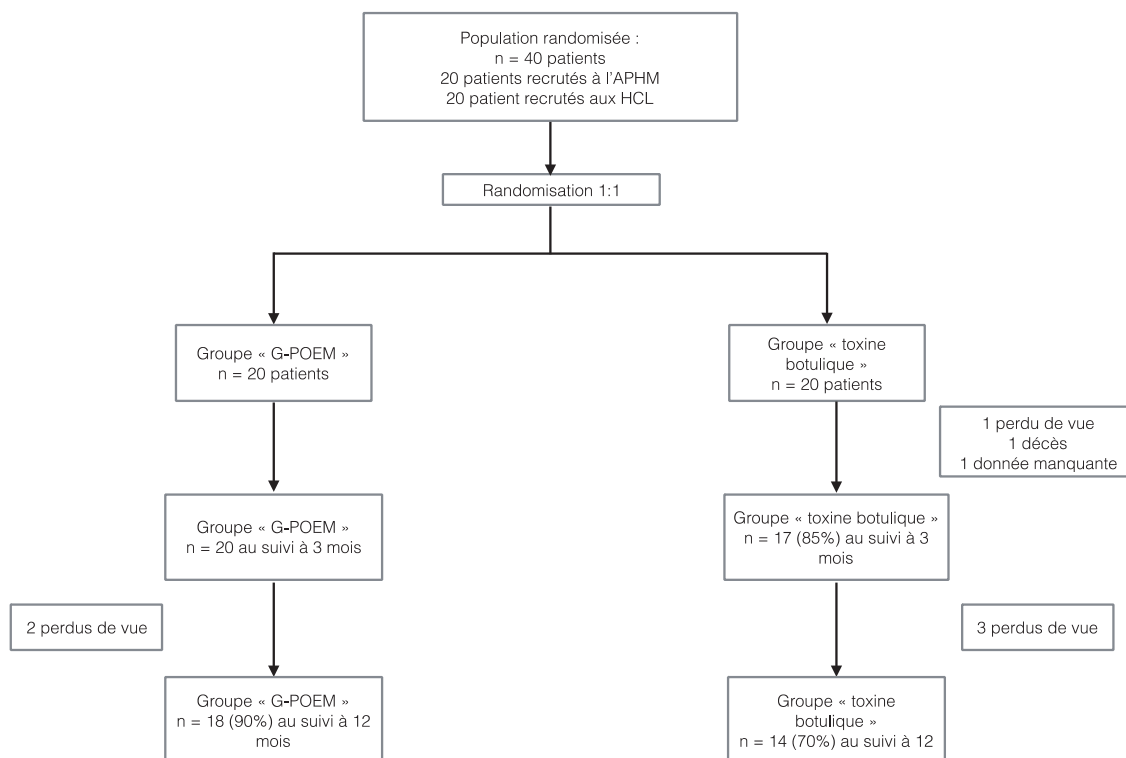 Population randomisée :
n = 40 patients
20 patients recrutés à l'APHM
20 patient recrutés aux HCL
Randomisation 1:1
Groupe « G-POEM »
n = 20 patients
Groupe « toxine
botulique »
n = 20 patients
1 perdu de vue
1 décès
1 donnée manquante
Groupe « G-POEM »
n = 20 au suivi à 3 mois
Groupe « toxine botulique »
n = 17 (85%) au suivi à 3
mois
2 perdus de vue
3 perdus de vue
Groupe « G-POEM »
n = 18 (90%) au suivi à 12
mois
Groupe « toxine
botulique »
n = 14 (70%) au suivi à 12